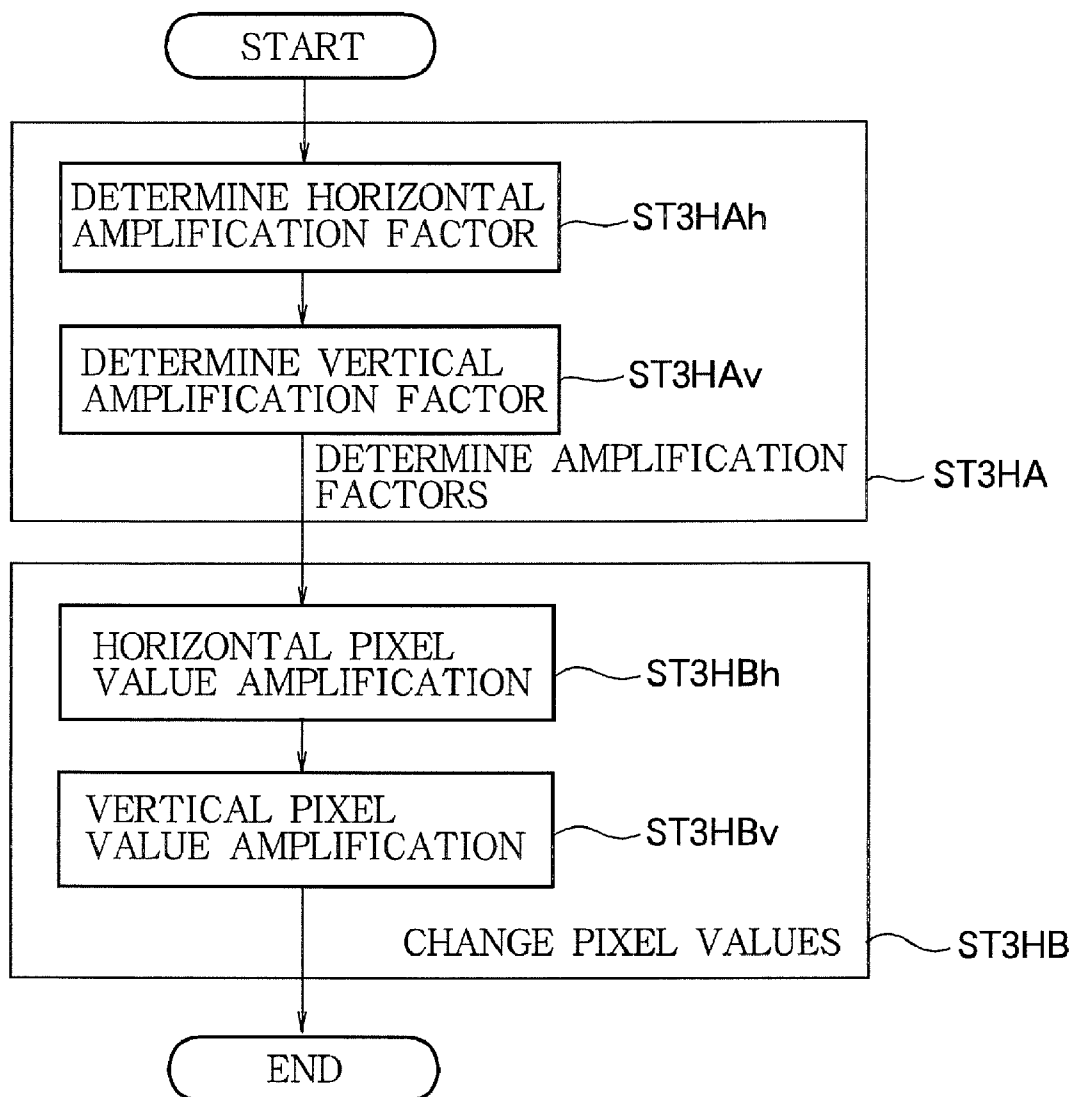 START
DETERMINE HORIZONTAL
AMPLIFICATION FACTOR
ST3HAh
DETERMINE VERTICAL
AMPLIFICATION FACTOR
ST3HAv
DETERMINE AMPLIFICATION
FACTORS
ST3HA
HORIZONTAL PIXEL
VALUE AMPLIFICATION
ST3HBh
VERTICAL PIXEL
VALUE AMPLIFICATION
ST3HBv
CHANGE PIXEL VALUES
ST3HB
END